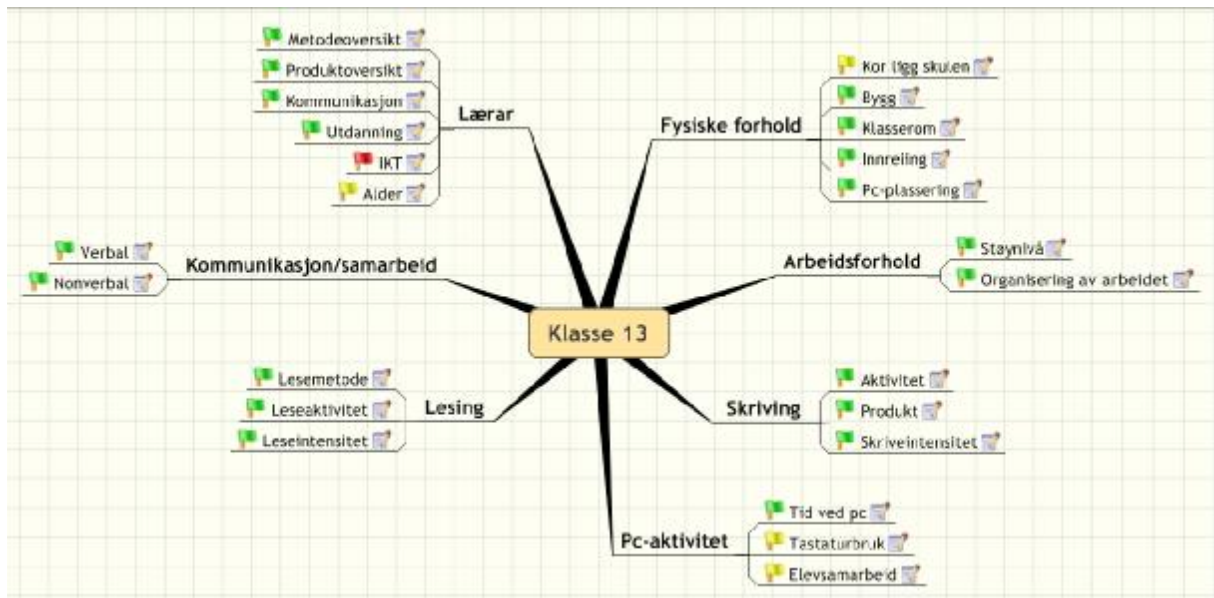 Klasse 13
Lærar
Metodeoversikt
Produktoversikt
Kommunikasjon
Utdanning
IKT
Alder
Kommunikasjon/samarbeid
Verbal
Nonverbal
Lesing
Lesemetode
Leseaktivitet
Leseintensitet
Fysiske forhold
Kor ligg skulen
Bygg
Klasserom
Innreiing
Pc-plassering
Arbeidsforhold
Støynivå
Organisering av arbeidet
Skriving
Aktivitet
Produkt
Skriveintensitet
Pc-aktivitet
Tid ved pc
Tastaturbruk
Elevsamarbeid